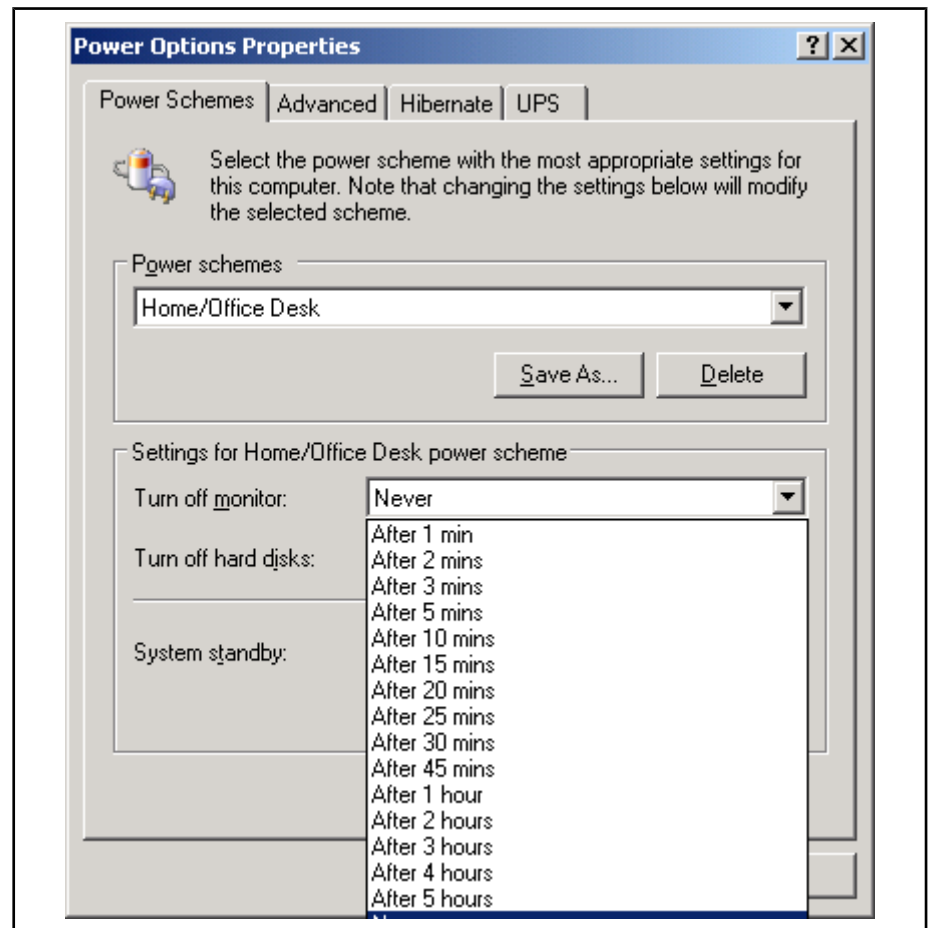 Power Options Properties
Power Schemes Advanced Hibernate UPS
Select the power scheme with the most appropriate settings for
this computer. Note that changing the settings below will modify
the selected scheme.
Power schemes
Home/Office Desk
Save As... Delete
Settings for Home/Office Desk power scheme
Turn off monitor: Never
After 1 min
Turn off hard disks: After 2 mins
After 3 mins
After 5 mins
After 10 mins
System standby: After 15 mins
After 20 mins
After 25 mins
After 30 mins
After 45 mins
After 1 hour
After 2 hours
After 3 hours
After 4 hours
After 5 hours